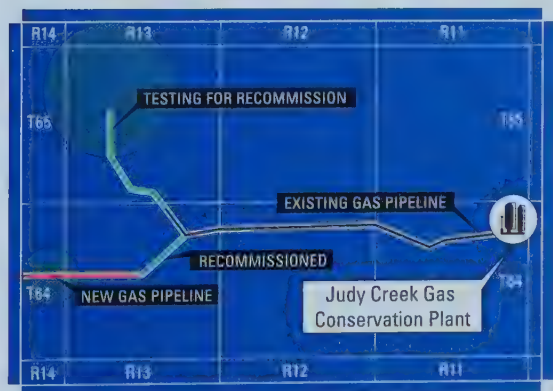 R14 R13 R12 R11
TESTING FOR RECOMMISSION
T65 T65
EXISTING GAS PIPELINE
RECOMMISSIONED
T64 NEW GAS PIPELINE T64
Judy Creek Gas
Conservation Plant
R14 R13 R12 R11